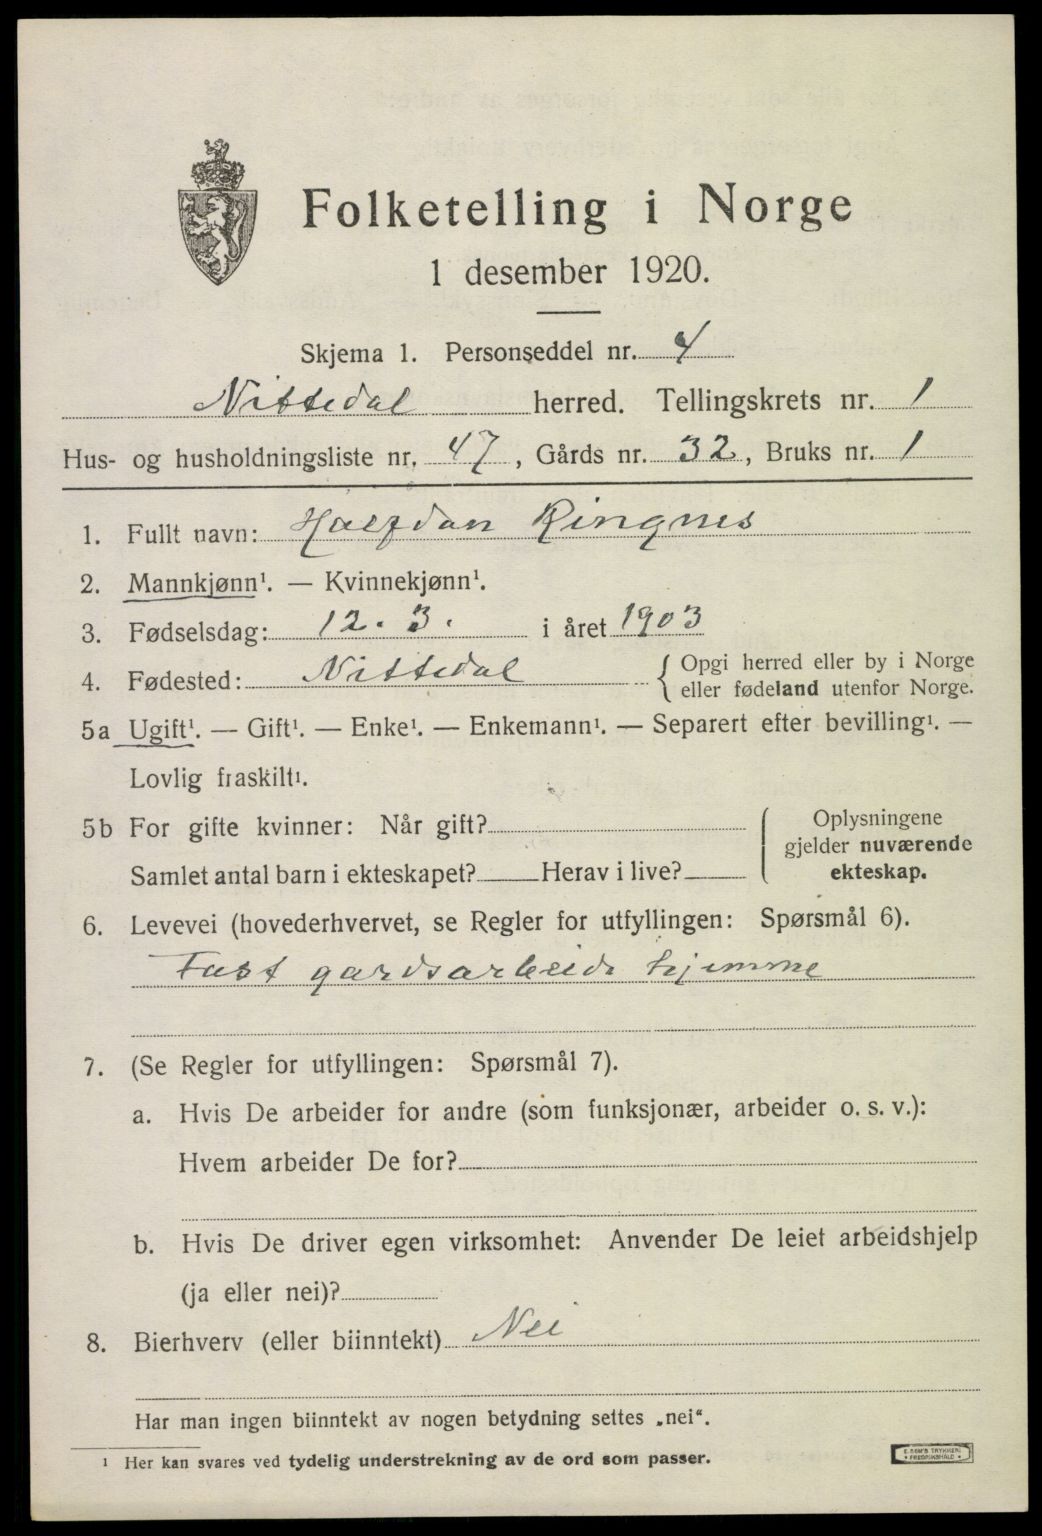 Folketelling i Norge
1 desember 1920.
Skjema 1. Personseddel nr. 4
Nittedal herred. Tellingskrets nr. 1
Hus- og husholdningsliste nr. 47, Gårds nr. 32, Bruks nr. 1
1. Fullt navn: Halfdan Ringnes
2. Mannkjønn¹. — Kvinnekjønn¹.
3. Fødselsdag: 12. 3. i året 1903
4. Fødested: Nittedal { Opgi herred eller by i Norge
eller fødeland utenfor Norge.
5a Ugift¹. — Gift¹. — Enke¹. — Enkemann¹. — Separert efter bevilling¹. —
Lovlig fraskilt¹.
5b For gifte kvinner: Når gift?
Samlet antal barn i ekteskapet? Herav i live?
Oplysningene
gjelder nuværende
ekteskap.
6. Levevei (hovederhvervet, se Regler for utfyllingen: Spørsmål 6).
Fast gardsarbeide hjemme
7. (Se Regler for utfyllingen: Spørsmål 7).
a. Hvis De arbeider for andre (som funksjonær, arbeider o. s. v.):
Hvem arbeider De for?
b. Hvis De driver egen virksomhet: Anvender De leiet arbeidshjelp
(ja eller nei)?
8. Bierhverv (eller biinntekt) Nei
Har man ingen biinntekt av nogen betydning settes „nei".
¹ Her kan svares ved tydelig understrekning av de ord som passer.
E. SEM'S TRYKKERI
• FREDRIKSHALD •